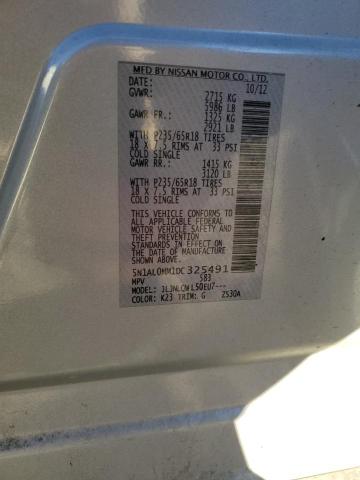 MFD BY NISSAN MOTOR CO., LTD.
DATE: 10/12
GVWR: 2715 KG
5986 LB
GAWR FR.: 1325 KG
2921 LB
WITH P235/65R18 TIRES
18 X 7.5 RIMS AT 33 PSI
COLD SINGLE
GAWR RR.: 1415 KG
3120 LB
WITH P235/65R18 TIRES
18 X 7.5 RIMS AT 33 PSI
COLD SINGLE
THIS VEHICLE CONFORMS TO
ALL APPLICABLE FEDERAL
MOTOR VEHICLE SAFETY AND
THEFT PREVENTION STANDARDS
IN EFFECT ON THE DATE OF
MANUFACTURE SHOWN ABOVE.
5N1AL0MM1DC325491
MPV 583
MODEL:
COLOR: K23 TRIM: G ZS30A